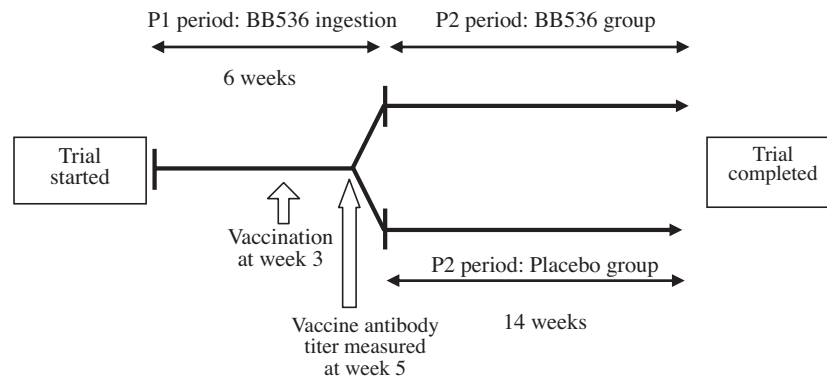 P1 period: BB536 ingestion
P2 period: BB536 group
6 weeks
Trial
started
Trial
completed
Vaccination
at week 3
P2 period: Placebo group
14 weeks
Vaccine antibody
titer measured
at week 5